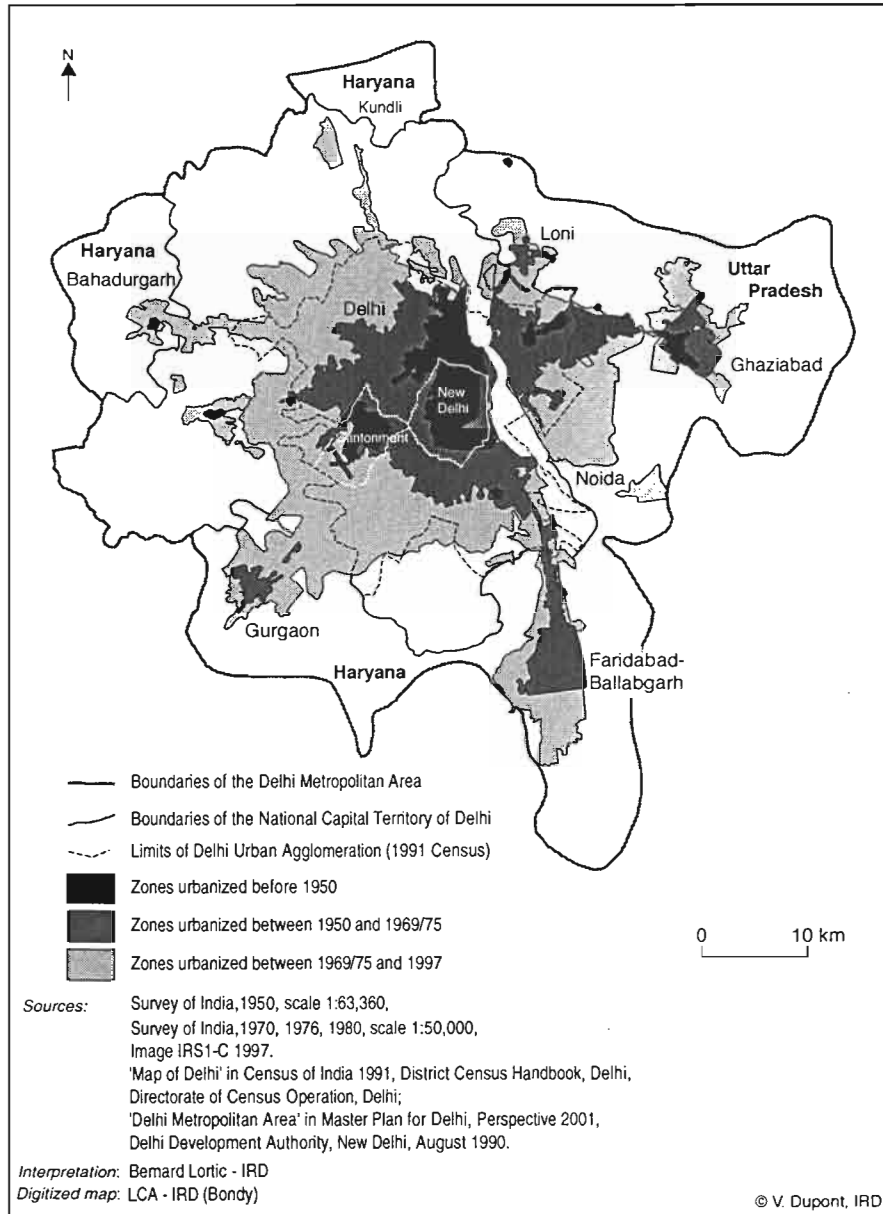 N
Haryana
Kundli
Haryana
Bahadurgarh
Loni
Uttar
Pradesh
Delhi
Ghaziabad
New
Delhi
Cantonment
Noida
Gurgaon
Haryana
Faridabad-
Ballabgarh
Boundaries of the Delhi Metropolitan Area
Boundaries of the National Capital Territory of Delhi
Limits of Delhi Urban Agglomeration (1991 Census)
Zones urbanized before 1950
Zones urbanized between 1950 and 1969/75
Zones urbanized between 1969/75 and 1997
0 10 km
Sources: Survey of India,1950, scale 1:63,360,
Survey of India,1970, 1976, 1980, scale 1:50,000,
Image IRS1-C 1997.
'Map of Delhi' in Census of India 1991, District Census Handbook, Delhi,
Directorate of Census Operation, Delhi;
'Delhi Metropolitan Area' in Master Plan for Delhi, Perspective 2001,
Delhi Development Authority, New Delhi, August 1990.
Interpretation: Bernard Lortic - IRD
Digitized map: LCA - IRD (Bondy)
© V. Dupont, IRD